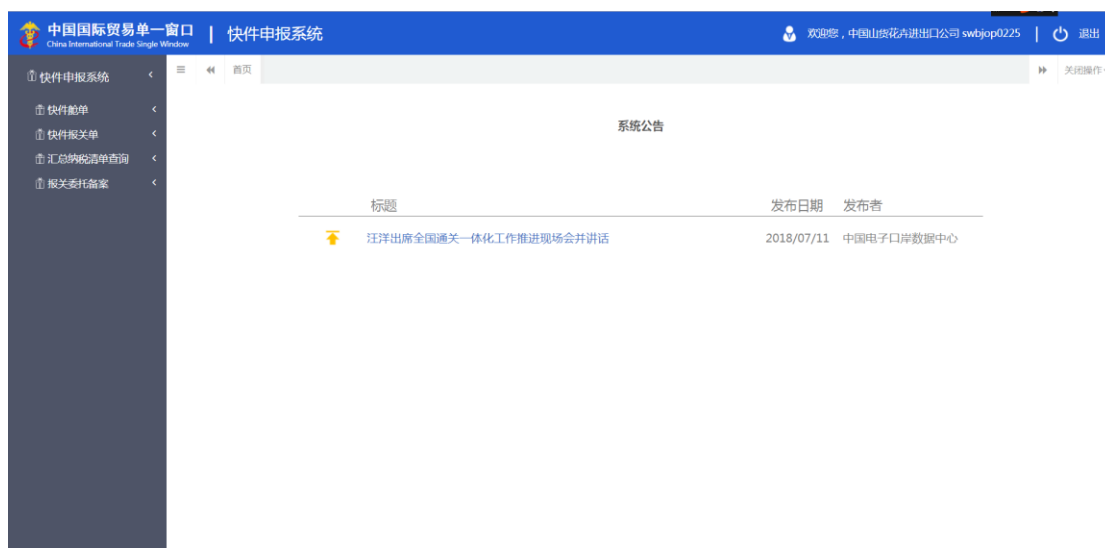 中国国际贸易单一窗口 | 快件申报系统
China International Trade Single Window
欢迎您，中国山货花卉进出口公司 swbjop0225 | 退出
快件申报系统
首页
关闭操作
快件舱单
快件报关单
汇总纳税清单查询
报关委托备案
系统公告
标题 发布日期 发布者
汪洋出席全国通关一体化工作推进现场会并讲话 2018/07/11 中国电子口岸数据中心